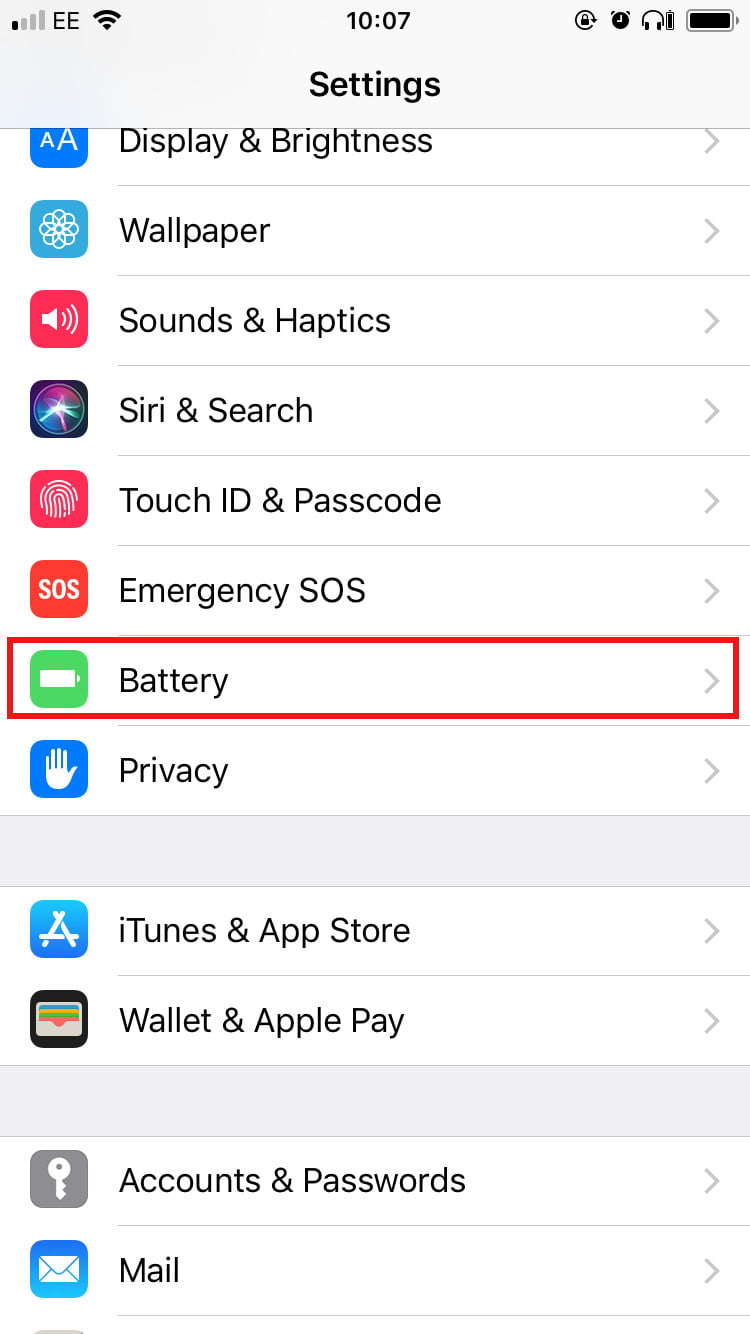 EE 10:07
Settings
AA Display & Brightness
Wallpaper
Sounds & Haptics
Siri & Search
Touch ID & Passcode
SOS Emergency SOS
Battery
Privacy
iTunes & App Store
Wallet & Apple Pay
Accounts & Passwords
Mail